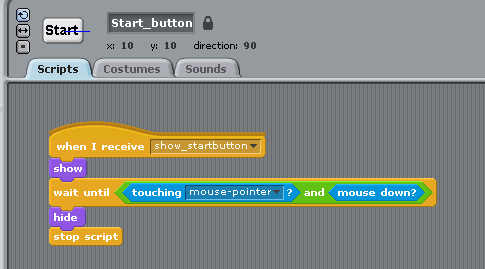 Start
Start_button
x: 10 y: 10 direction: 90
Scripts Costumes Sounds
when I receive show_startbutton
show
wait until touching mouse-pointer ? and mouse down?
hide
stop script